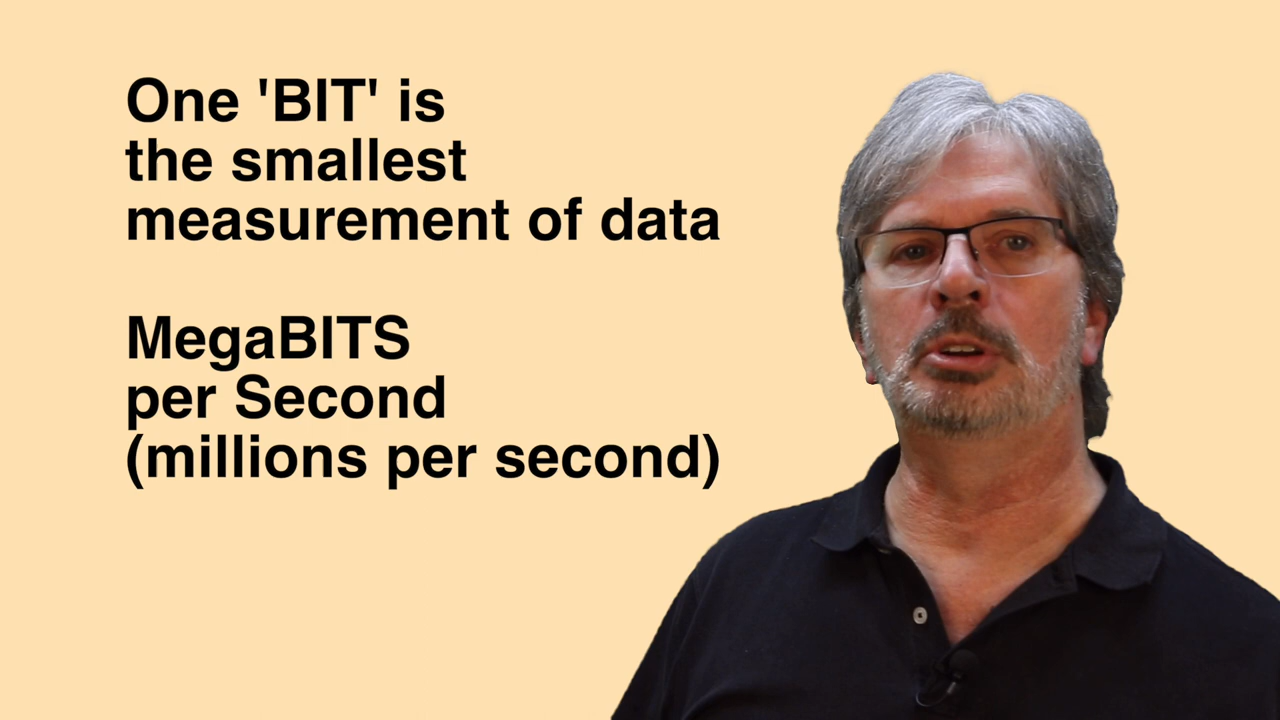 One 'BIT' is
the smallest
measurement of data
MegaBITS
per Second
(millions per second)